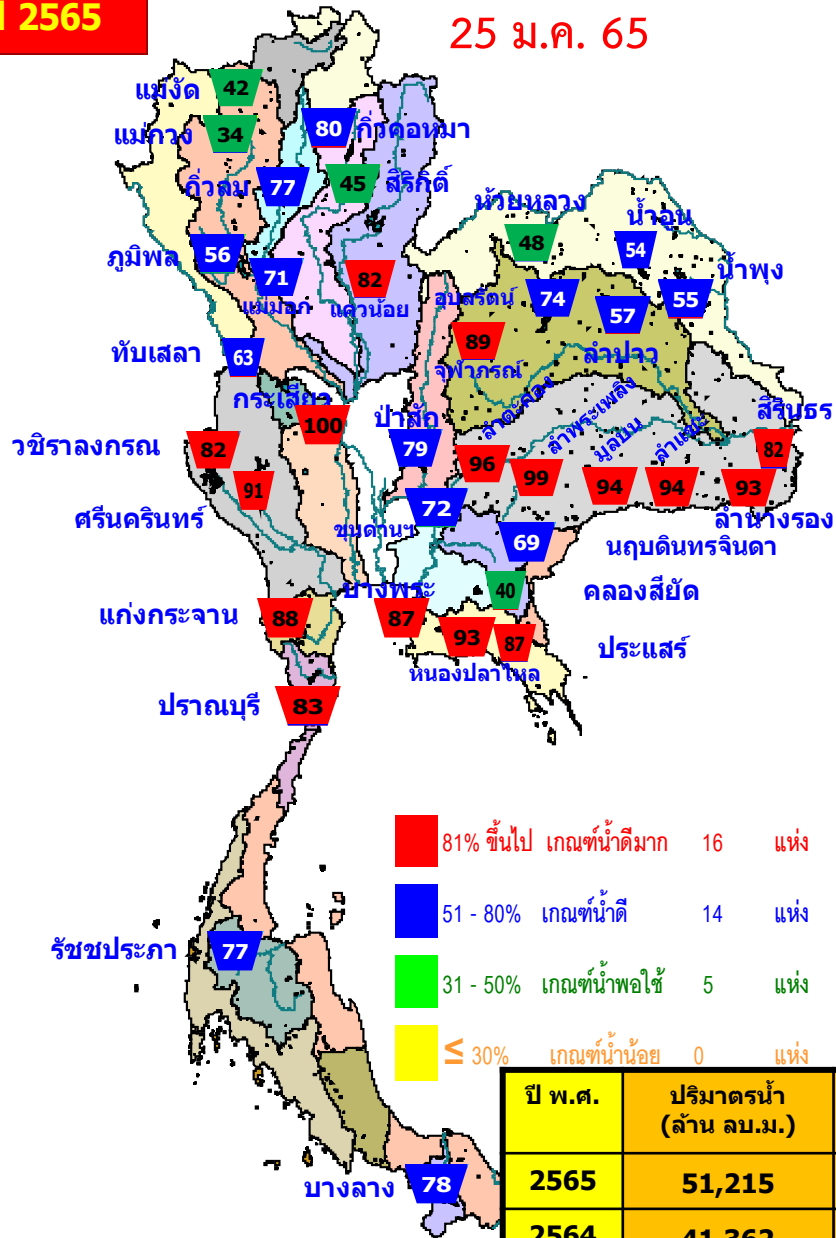 2565
25 ม.ค. 65
แม่งัด 42
แม่กวง 34
80 กิ่วคอหมา
กิ่วลม 77
45 สิริกิติ์
ห้วยหลวง 48
น้ำอูน 54
น้ำพุง 55
ภูมิพล 56
71 แม่มอก
82 แควน้อย
อุบลรัตน์ 74
57 ลำปาว
89 จุฬาภรณ์
ทับเสลา 63
กระเสียว 100
ป่าสัก 79
ลำตะคอง 96
ลำพระเพลิง 99
มูลบน 94
ลำแชะ 94
สิรินธร 82
93 ลำนางรอง
วชิราลงกรณ 82
91
ศรีนครินทร์
72 ขุนด่านฯ
69 นฤบดินทรจินดา
40 คลองสียัด
บางพระ 87
แก่งกระจาน 88
93 หนองปลาไหล
87 ประแสร์
ปราณบุรี 83
81% ขึ้นไป เกณฑ์น้ำดีมาก 16 แห่ง
51 - 80% เกณฑ์น้ำดี 14 แห่ง
31 - 50% เกณฑ์น้ำพอใช้ 5 แห่ง
≤ 30% เกณฑ์น้ำน้อย 0 แห่ง
รัชชประภา 77
บางลาง 78
ปี พ.ศ. ปริมาตรน้ำ
(ล้าน ลบ.ม.)
2565 51,215
2564 41,362